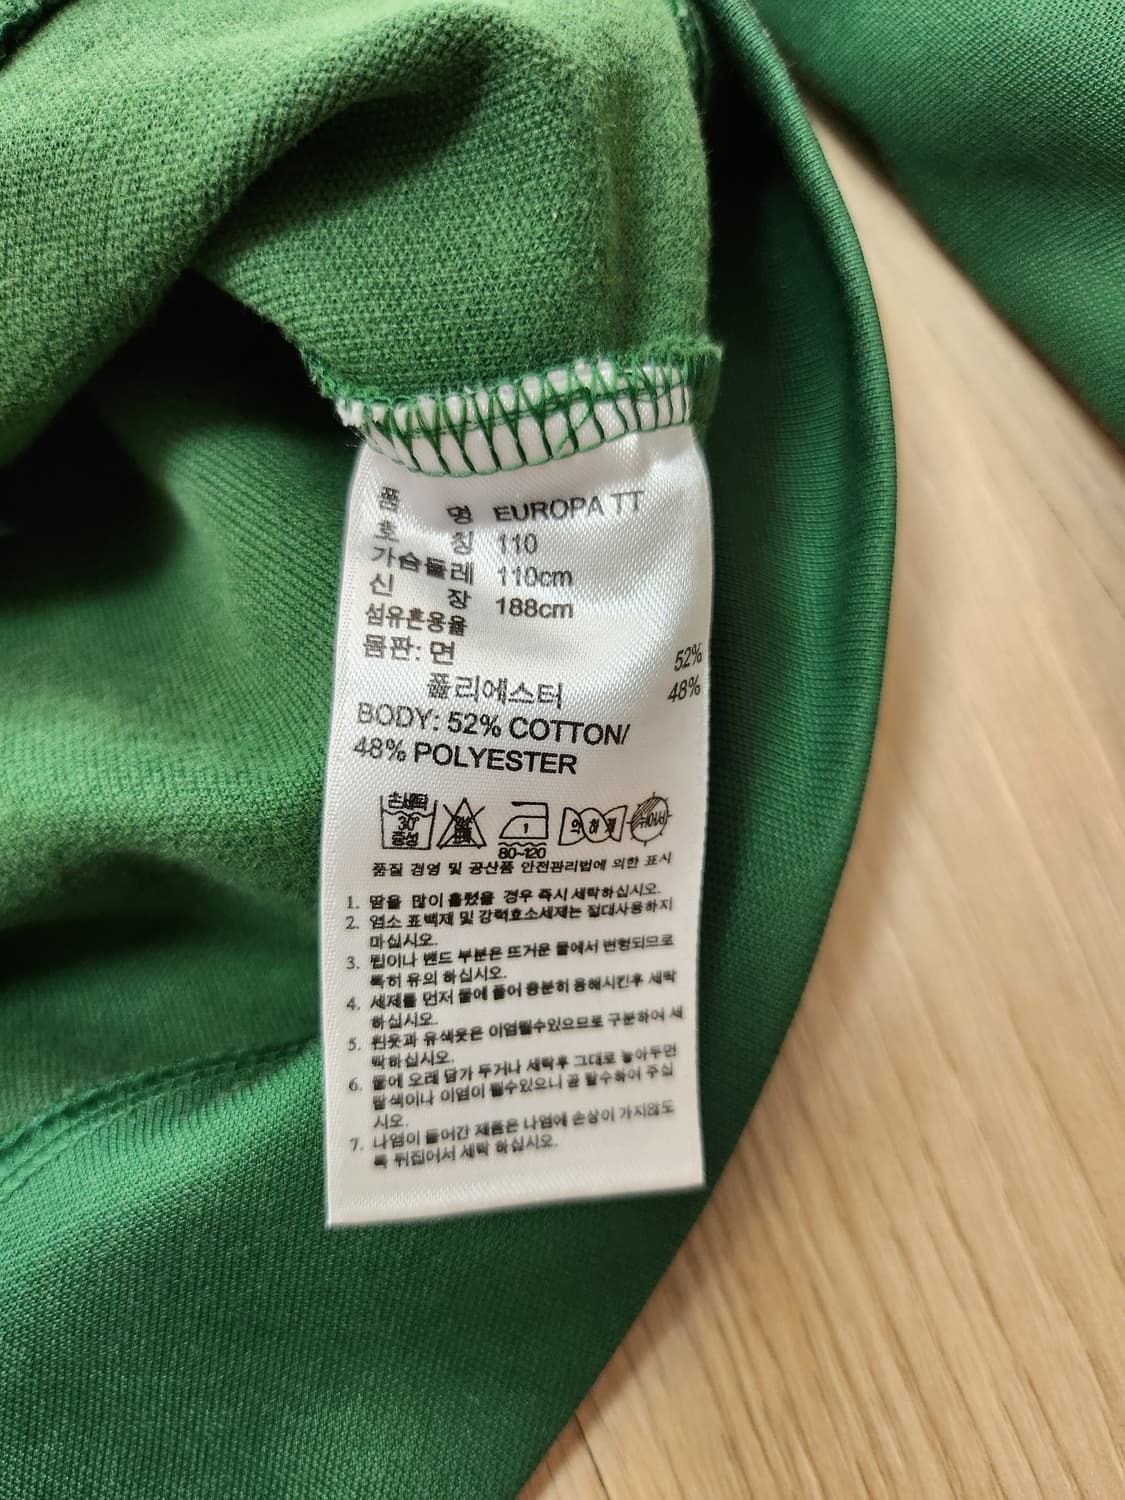 품 명 EUROPA TT
호 칭 110
가슴둘레 110cm
신 장 188cm
섬유혼용율
몸판: 면 52%
폴리에스터 48%
BODY: 52% COTTON/
48% POLYESTER
손세탁
30°
중성
1
80~120
품질 경영 및 공산품 안전관리법에 의한 표시
1. 땀을 많이 흘렸을 경우 즉시 세탁하십시오.
2. 염소 표백제 및 강력효소세제는 절대사용하지
마십시오.
3. 립이나 밴드 부분은 뜨거운 물에서 변형되므로
특히 유의 하십시오.
4. 세제를 먼저 물에 풀어 충분히 용해시킨후 세탁
하십시오.
5. 흰옷과 유색옷은 이염될수있으므로 구분하여 세
탁하십시오.
6. 물에 오래 담가 두거나 세탁후 그대로 놓아두면
탈색이나 이염이 될수있으니 곧 탈수하여 주십
시오.
7. 나염이 들어간 제품은 나염에 손상이 가지않도
록 뒤집어서 세탁 하십시오.